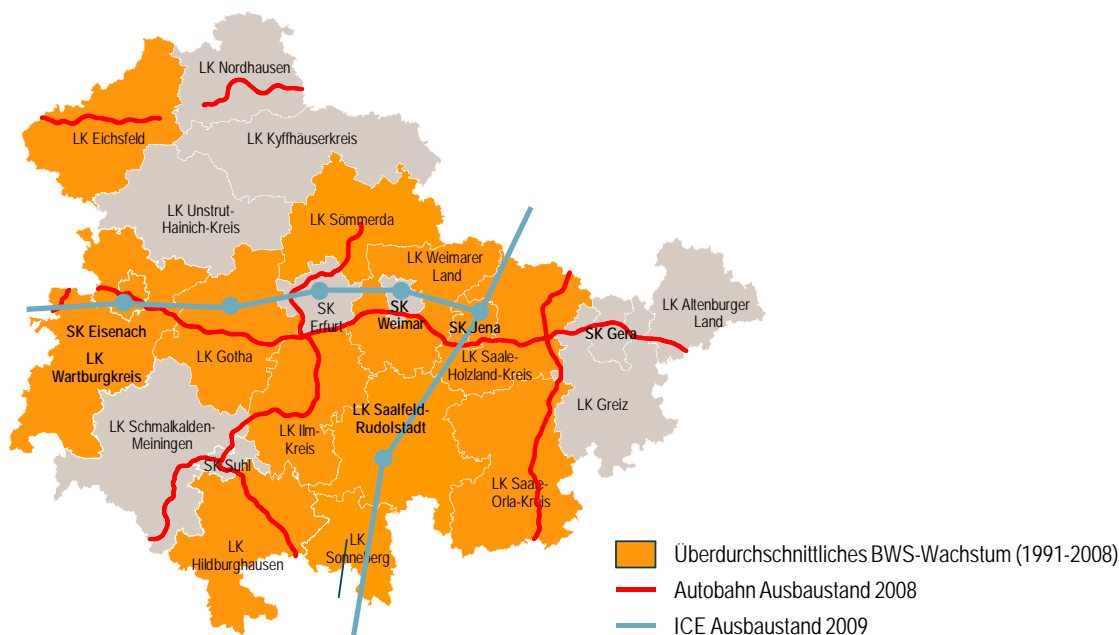 LK Nordhausen
LK Eichsfeld
LK Kyffhäuserkreis
LK Unstrut-
Hainich-Kreis
LK Sömmerda
LK Weimarer
Land
LK Altenburger
Land
SK
Erfurt
SK
Weimar
SK Jena
SK Gera
SK Eisenach
LK
Wartburgkreis
LK Gotha
LK Saale-
Holzland-Kreis
LK Greiz
LK Schmalkalden-
Meiningen
LK Ilm-
Kreis
LK Saalfeld-
Rudolstadt
SK Suhl
LK Saale-
Orla-Kreis
LK
Hildburghausen
LK
Sonneberg
Überdurchschnittliches BWS-Wachstum (1991-2008)
Autobahn Ausbaustand 2008
ICE Ausbaustand 2009